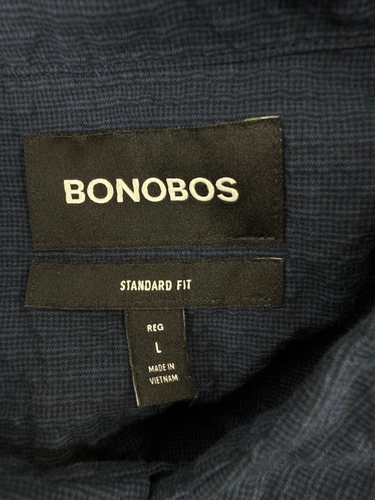 BONOBOS
STANDARD FIT
REG
L
MADE IN
VIETNAM